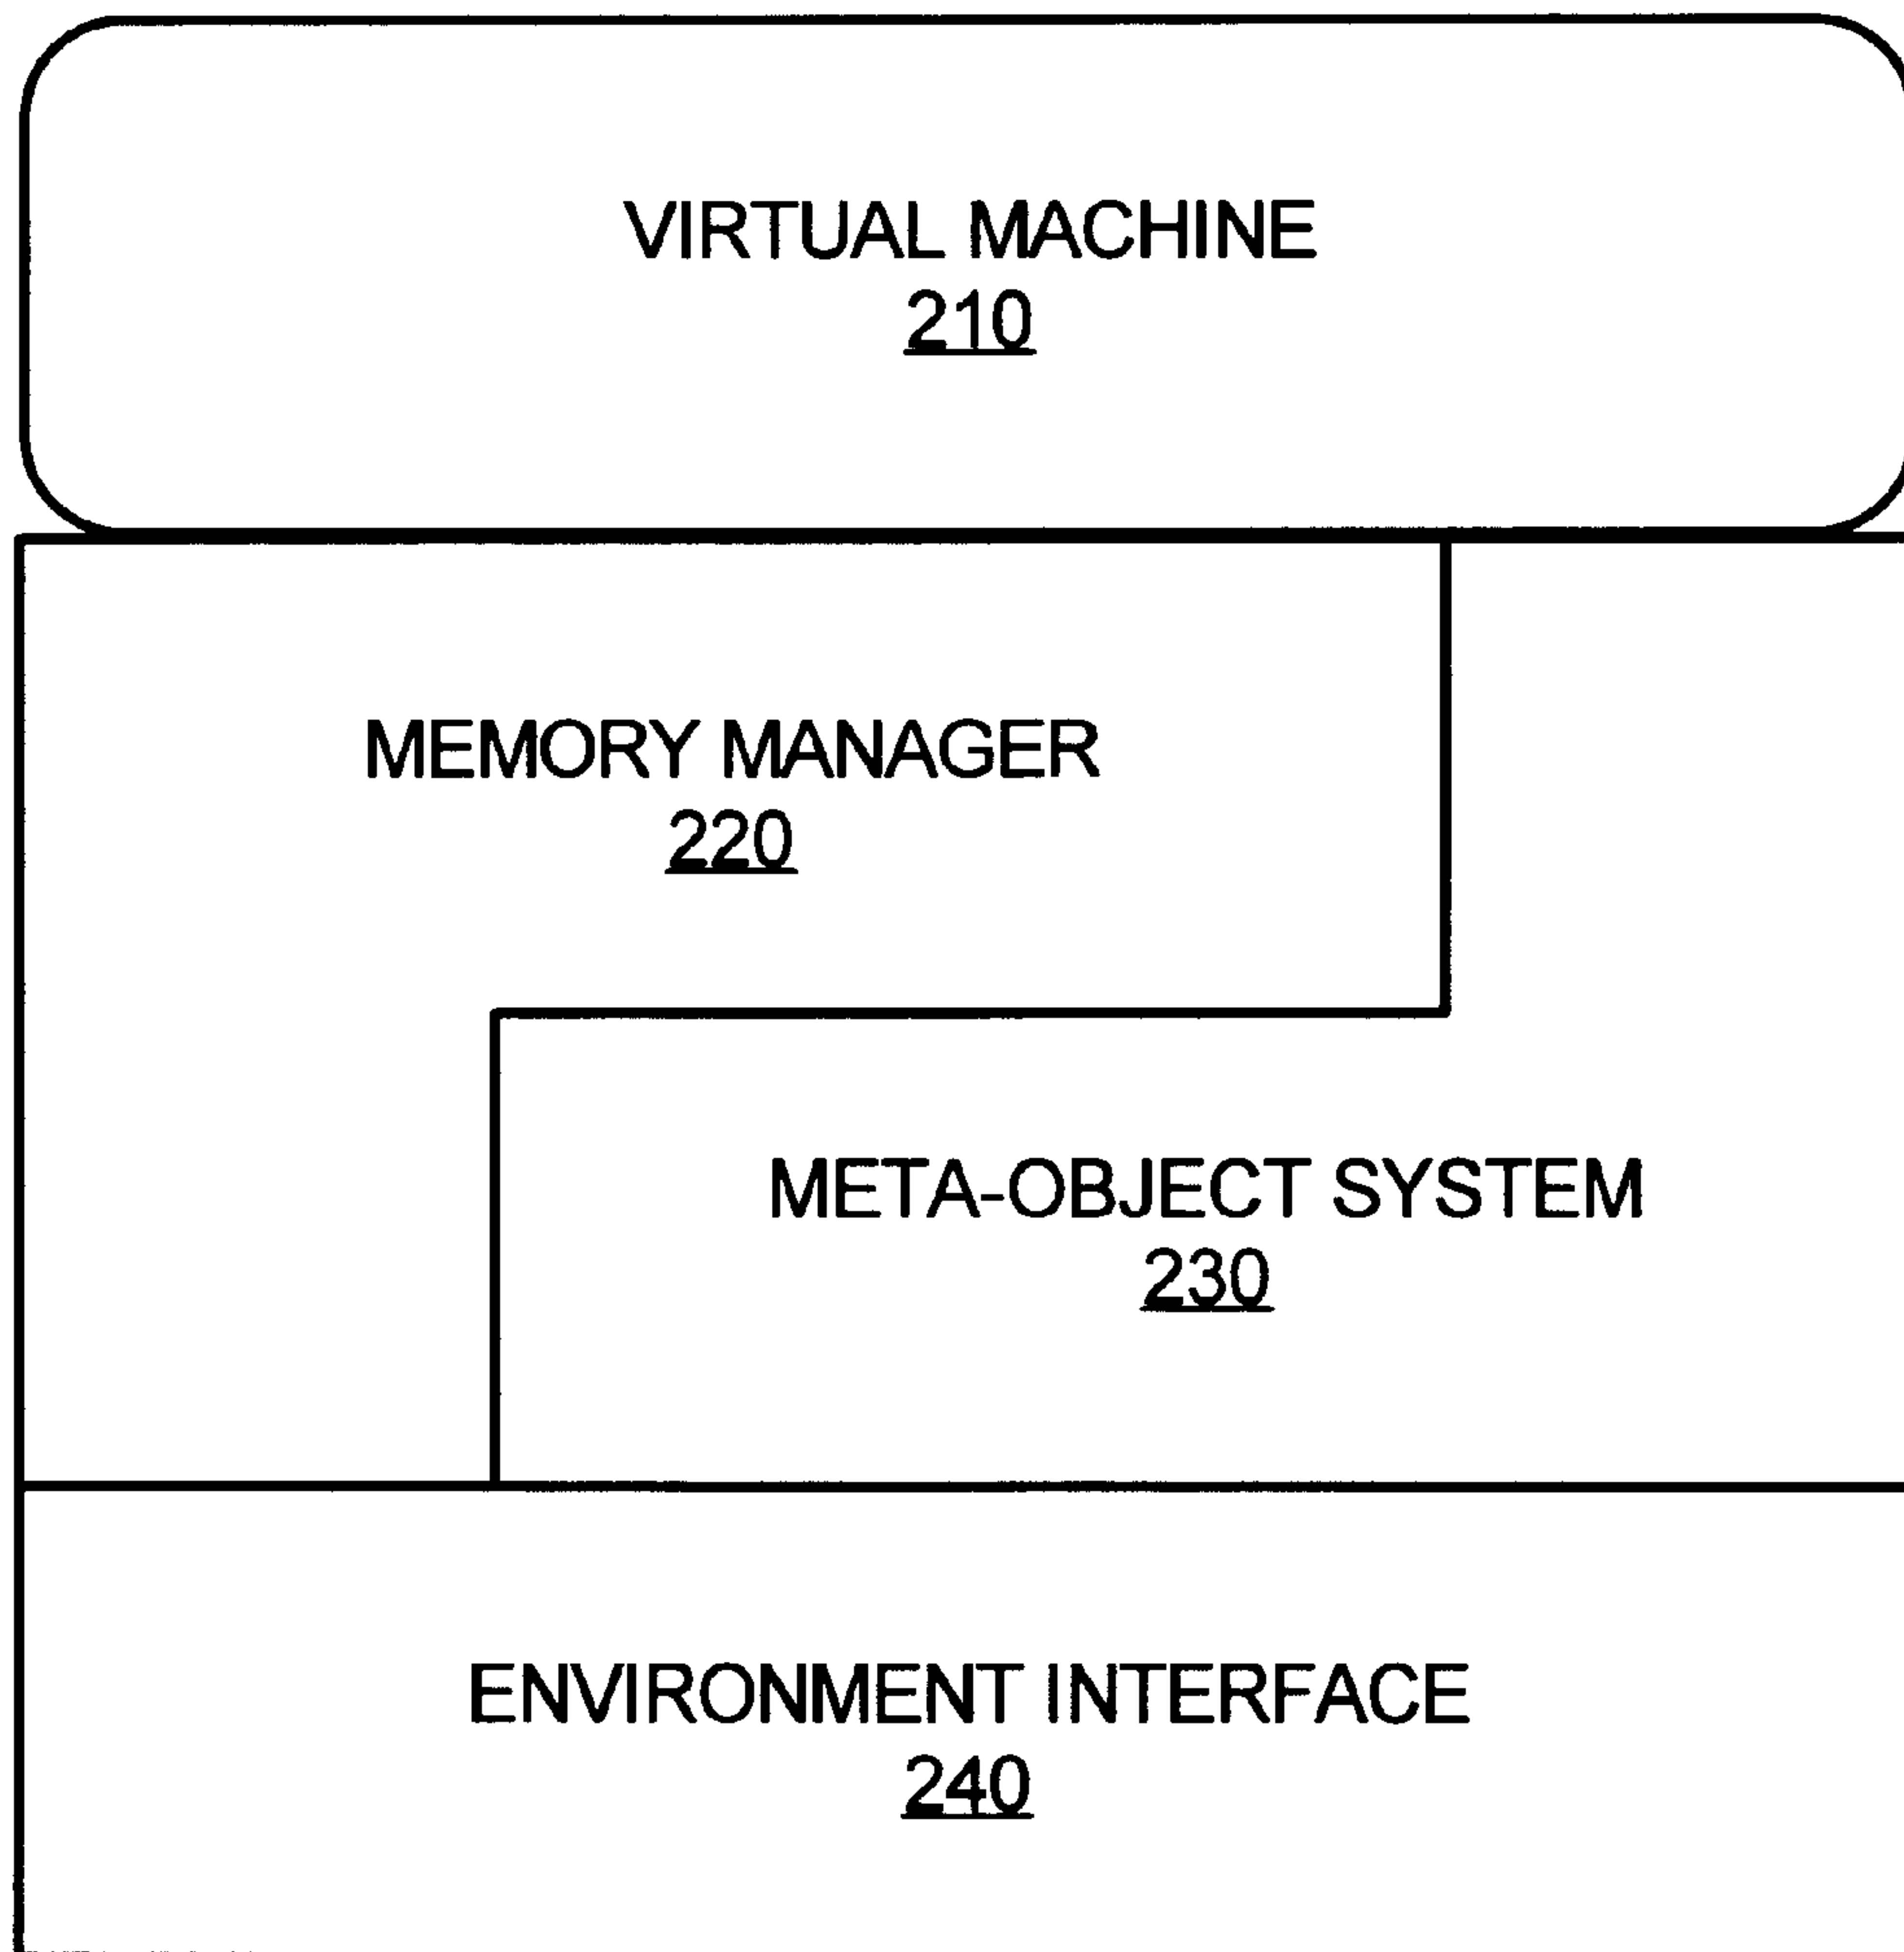 VIRTUAL MACHINE
210
MEMORY MANAGER
220
META-OBJECT SYSTEM
230
ENVIRONMENT INTERFACE
240